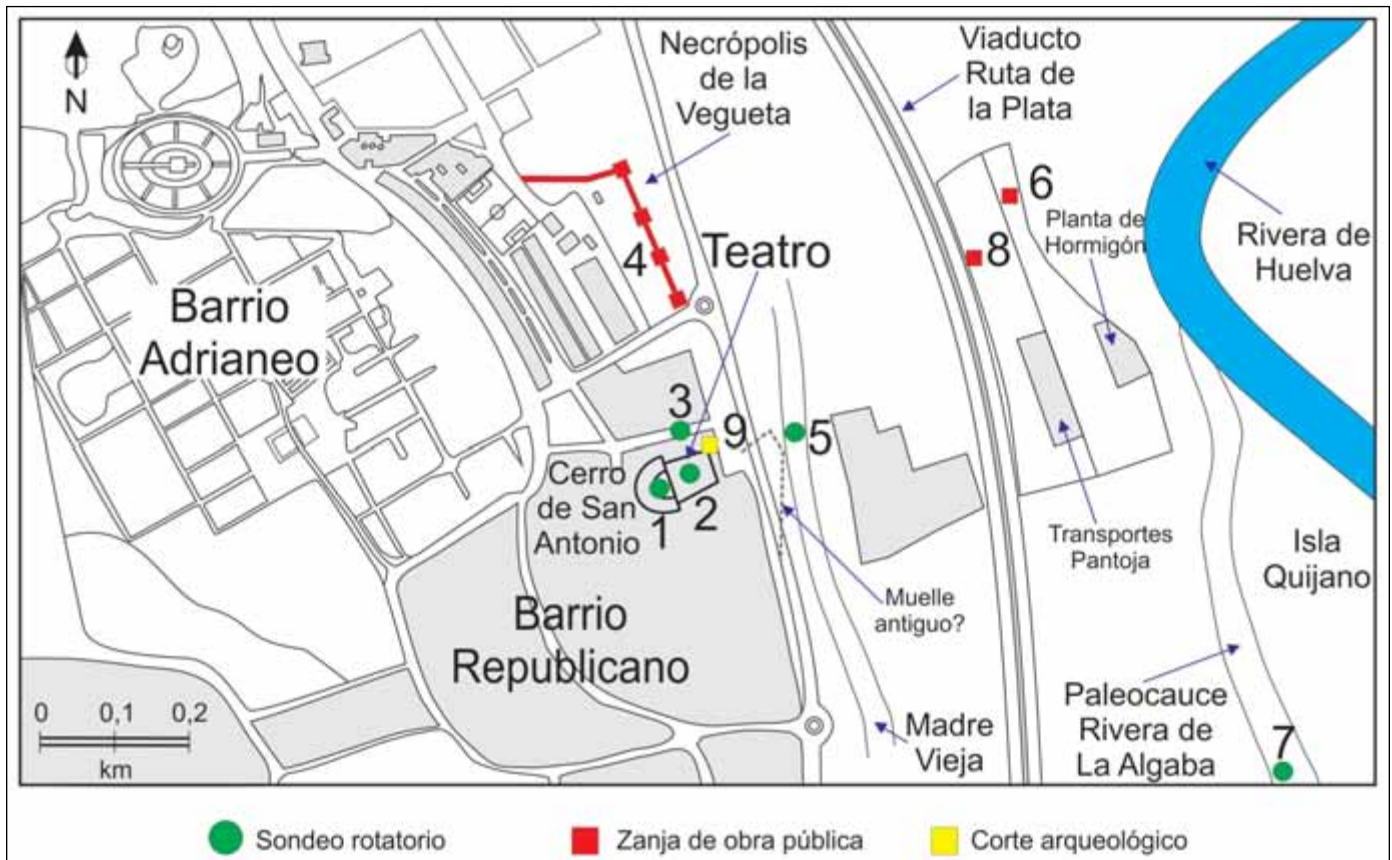 N
Necrópolis
de la
Vegueta
Viaducto
Ruta de
la Plata
6
Planta de
Hormigón
8
Rivera de
Huelva
4
Teatro
Barrio
Adrianeo
3
9
5
Cerro
de San
Antonio
1
2
Transportes
Pantoja
Isla
Quijano
Muelle
antiguo?
Barrio
Republicano
Madre
Vieja
Paleocauce
Rivera de
La Algaba
7
0 0,1 0,2
km
Sondeo rotatorio
Zanja de obra pública
Corte arqueológico